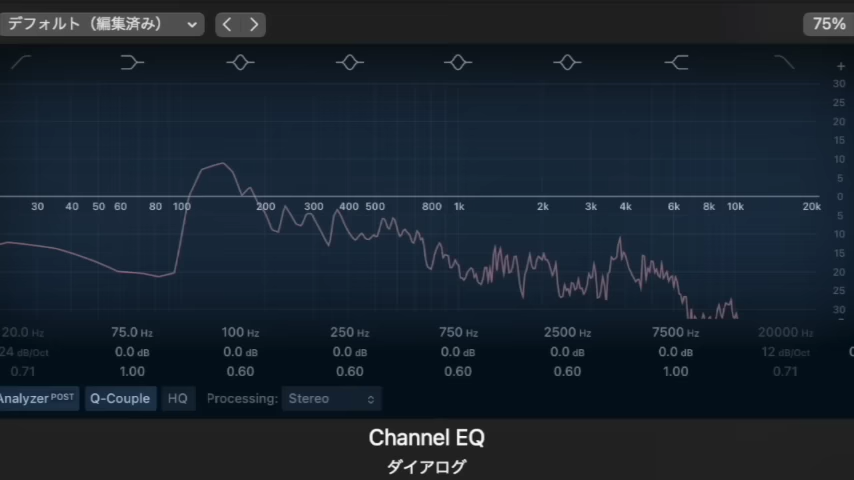 デフォルト（編集済み） 75%
+
30
25
20
15
10
5
0
30 40 50 60 80 100 200 300 400 500 800 1k 2k 3k 4k 6k 8k 10k 20k
5
10
15
20
25
30
20.0 Hz 75.0 Hz 100 Hz 250 Hz 750 Hz 2500 Hz 7500 Hz 20000 Hz
24 dB/Oct 0.0 dB 0.0 dB 0.0 dB 0.0 dB 0.0 dB 0.0 dB 12 dB/Oct
0.71 1.00 0.60 0.60 0.60 0.60 1.00 0.71
Analyzer POST Q-Couple HQ Processing: Stereo
Channel EQ
ダイアログ